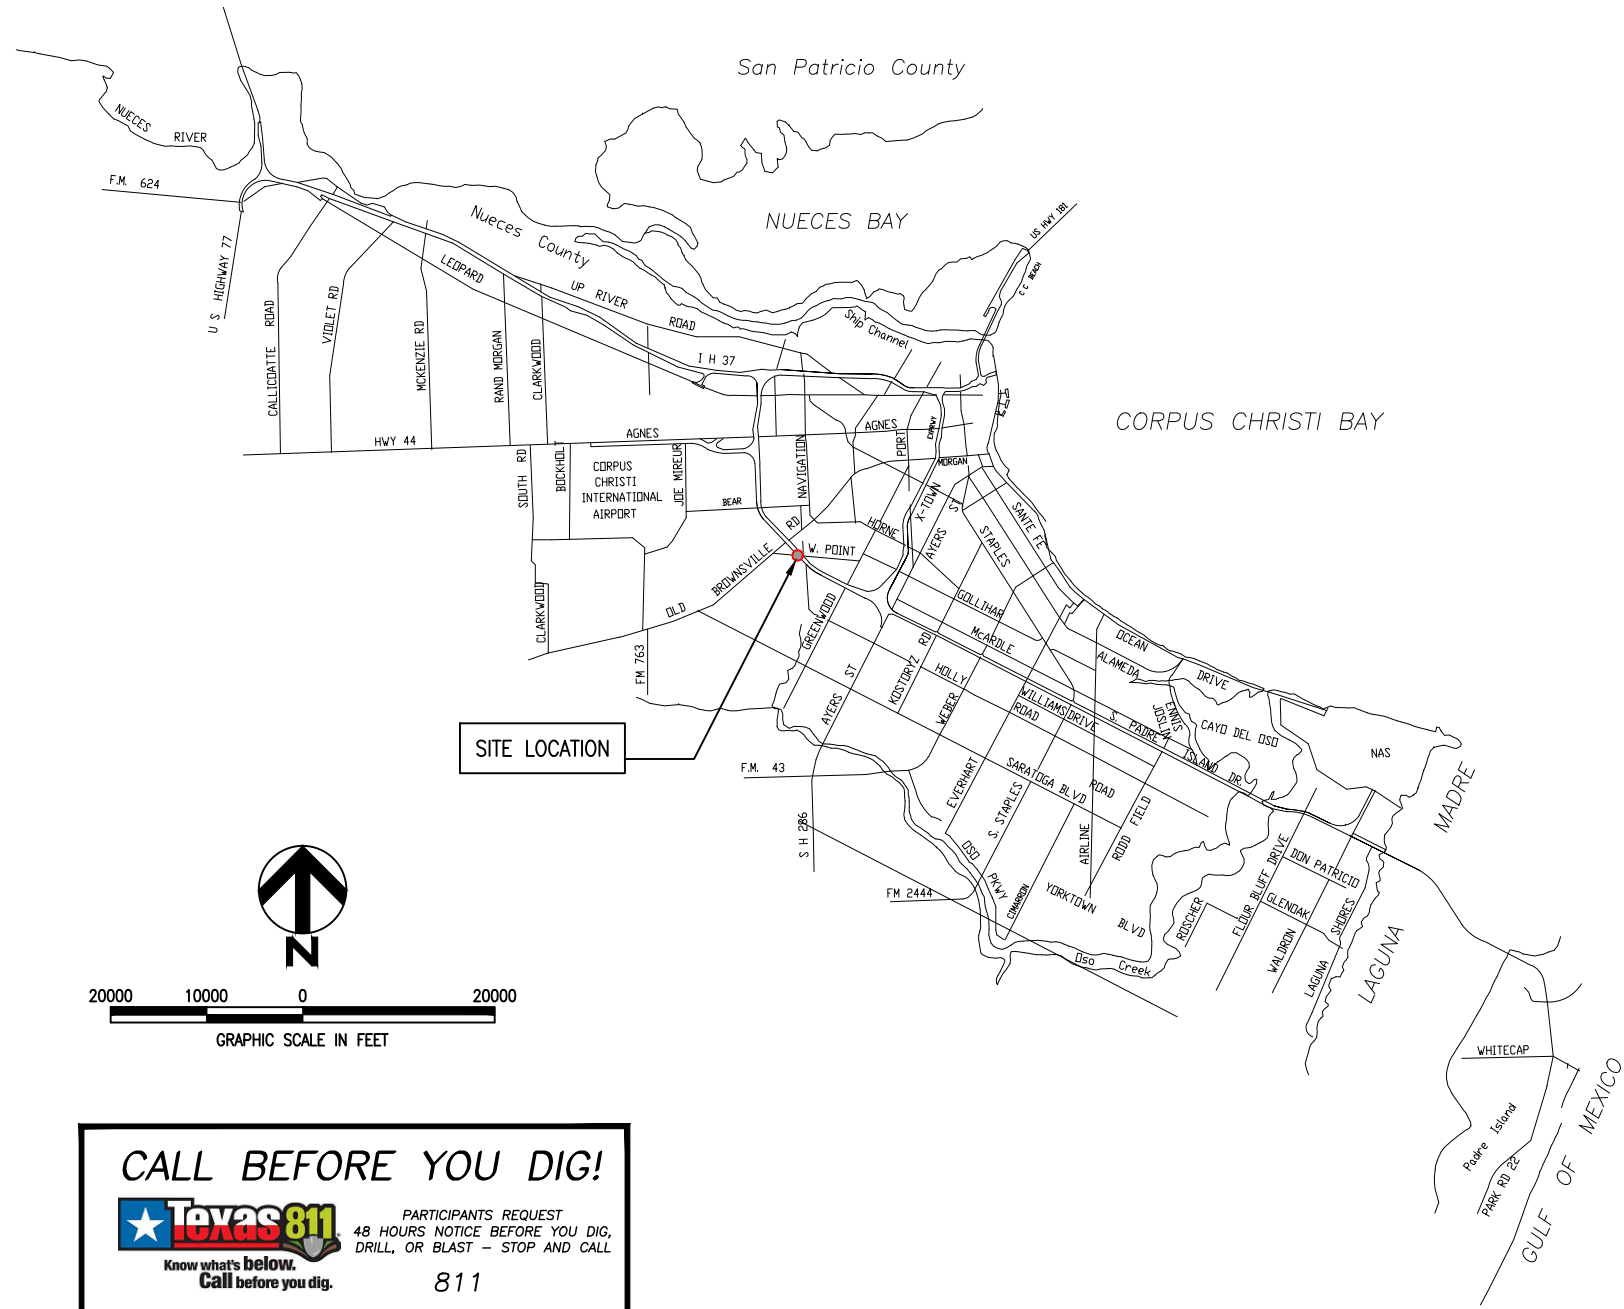 San Patricio County
NUECES
RIVER
F.M. 624
U S HIGHWAY 77
Nueces County
NUECES BAY
US HWY 181
C C BEACH
CALLICOATTE ROAD
VIOLET RD
MCKENZIE RD
LEOPARD
RAND MORGAN
CLARKWOOD
UP RIVER
ROAD
I H 37
Ship Channel
CORPUS CHRISTI BAY
HWY 44
AGNES
AGNES
PORT
EXPRWY
MORGAN
SOUTH RD
BOCKHOLT
CORPUS
CHRISTI
INTERNATIONAL
AIRPORT
JOE MIREUR
BEAR
NAVIGATION
X-TOWN
AYERS ST
STAPLES
SANTE FE
HORNE
W. POINT
OLD BROWNSVILLE RD
CLARKWOOD
FM 763
GREENWOOD
GOLLIHAR
McARDLE
OCEAN
DRIVE
ALAMEDA
AYERS ST
KOSTORYZ RD
WEBER
HOLLY
ROAD
WILLIAMS DRIVE
S. PADRE
ISLAND DR.
ENNIS
JOSLIN
CAYO DEL OSO
NAS
SITE LOCATION
F.M. 43
S H 286
EVERHART
S. STAPLES
SARATOGA BLVD
ROAD
AIRLINE
RODD FIELD
OSO
PKWY
FM 2444
CIMARRON
YORKTOWN
BLVD
Oso Creek
ROSCHER
FLOUR BLUFF DRIVE
DON PATRICIO
GLENOAK
WALDRON
LAGUNA
SHORES
LAGUNA
MADRE
WHITECAP
Padre Island
PARK RD 22
GULF OF MEXICO
N
20000 10000 0 20000
GRAPHIC SCALE IN FEET
CALL BEFORE YOU DIG!
Texas811
Know what's below.
Call before you dig.
PARTICIPANTS REQUEST
48 HOURS NOTICE BEFORE YOU DIG,
DRILL, OR BLAST – STOP AND CALL
811